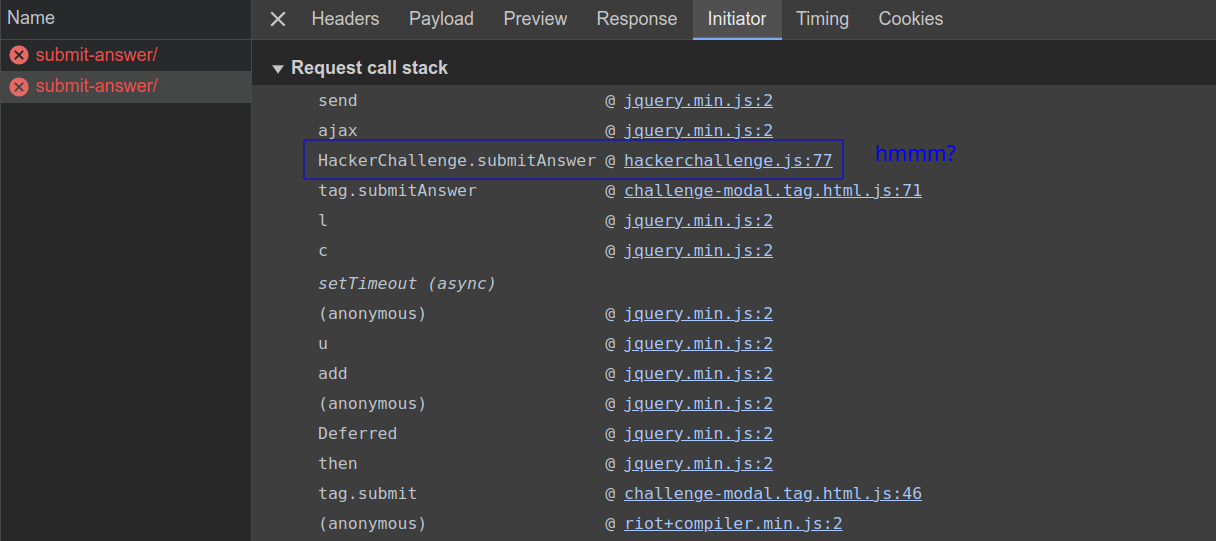 Name
Headers Payload Preview Response Initiator Timing Cookies
submit-answer/
submit-answer/
Request call stack
send @ jquery.min.js:2
ajax @ jquery.min.js:2
HackerChallenge.submitAnswer @ hackerchallenge.js:77 hmmm?
tag.submitAnswer @ challenge-modal.tag.html.js:71
l @ jquery.min.js:2
c @ jquery.min.js:2
setTimeout (async)
(anonymous) @ jquery.min.js:2
u @ jquery.min.js:2
add @ jquery.min.js:2
(anonymous) @ jquery.min.js:2
Deferred @ jquery.min.js:2
then @ jquery.min.js:2
tag.submit @ challenge-modal.tag.html.js:46
(anonymous) @ riot+compiler.min.js:2